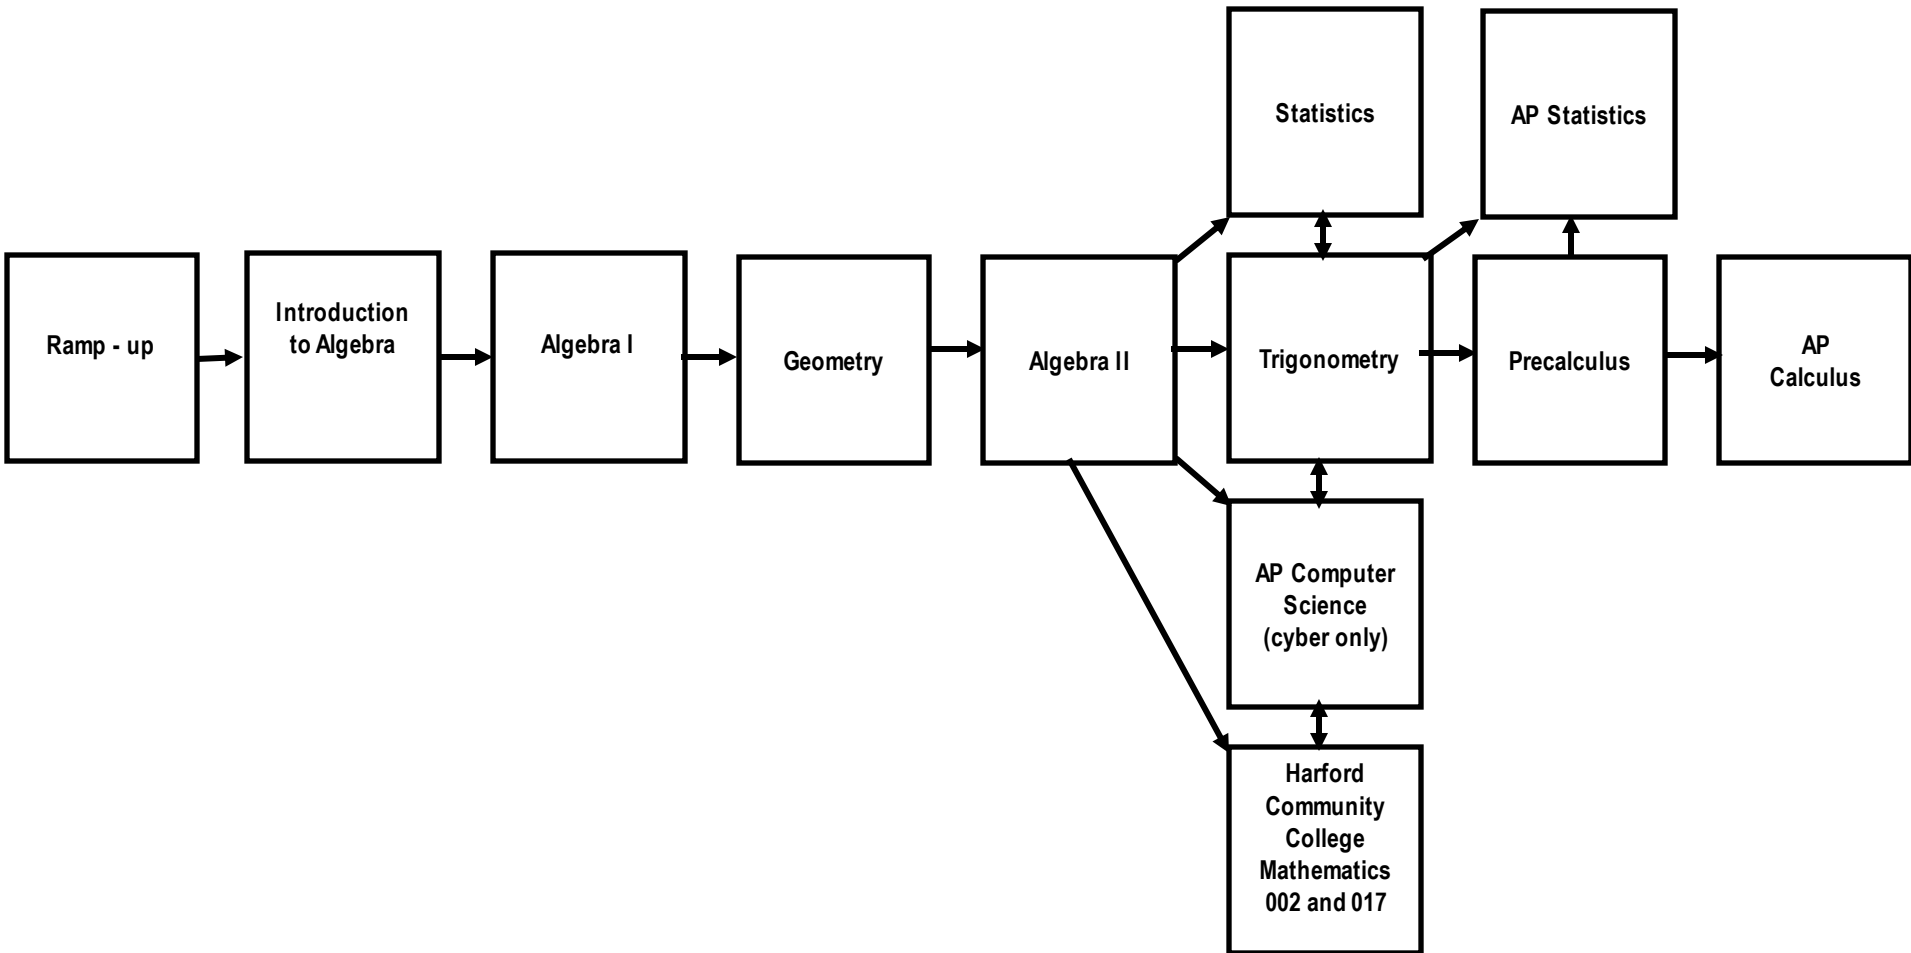 Statistics
AP Statistics
Ramp - up
Introduction
to Algebra
Algebra I
Geometry
Algebra II
Trigonometry
Precalculus
AP
Calculus
AP Computer
Science
(cyber only)
Harford
Community
College
Mathematics
002 and 017